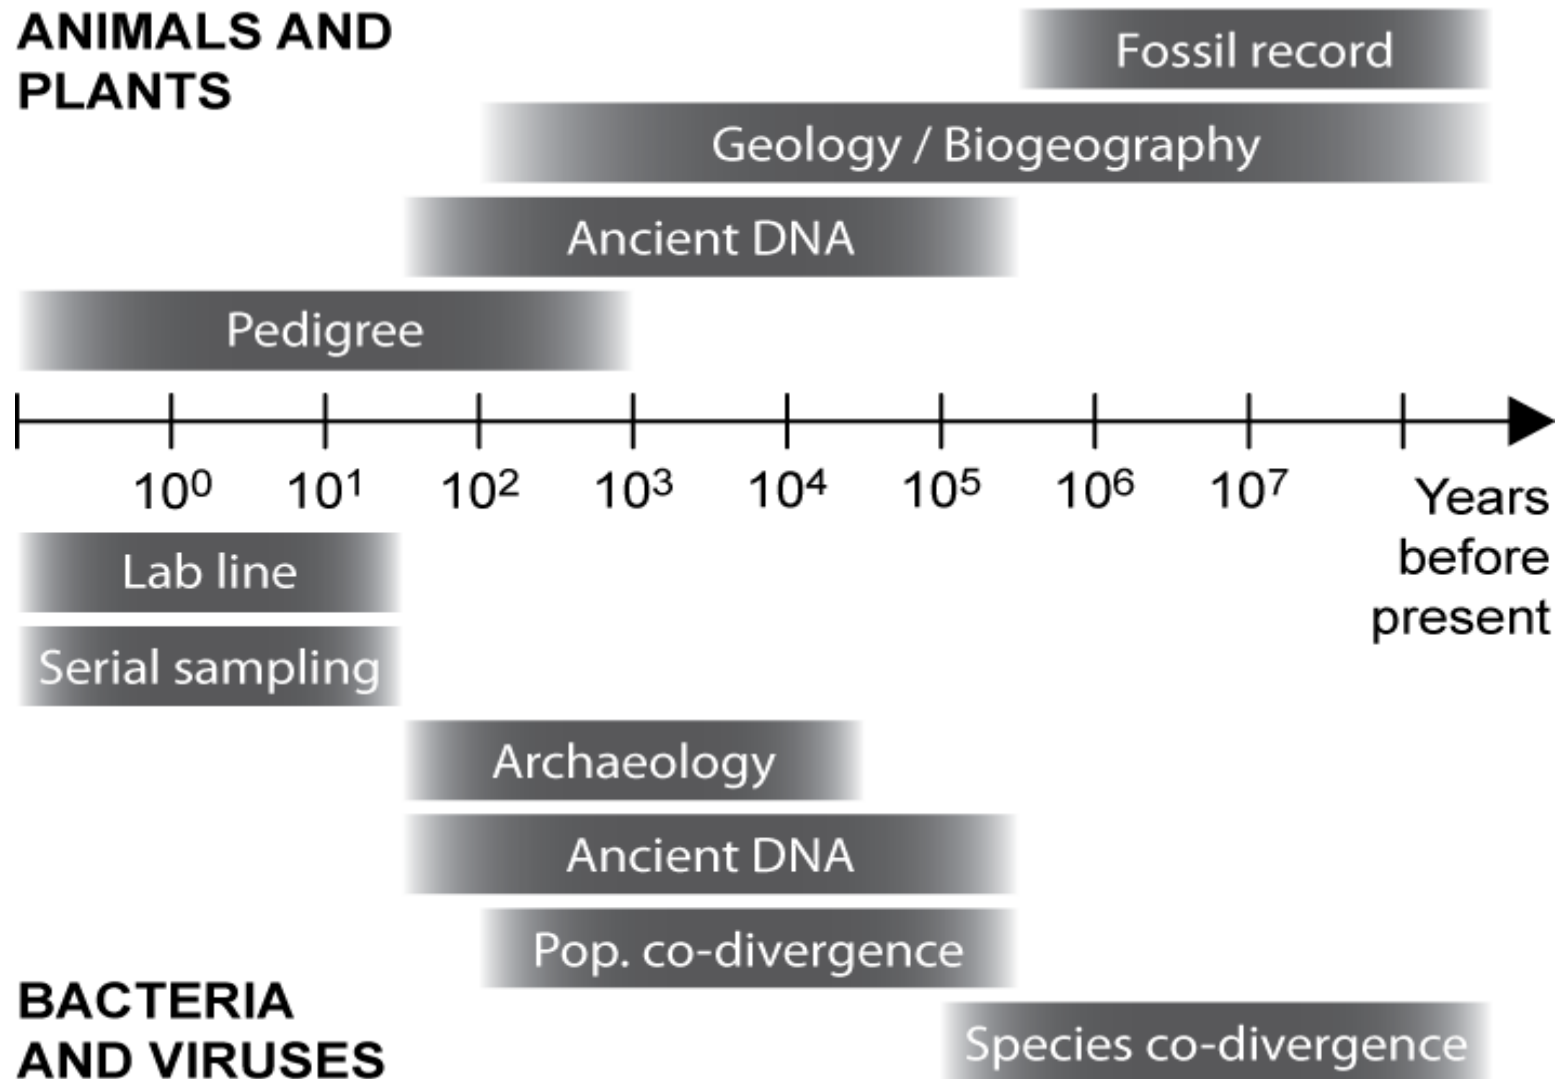 ANIMALS AND
PLANTS
Fossil record
Geology / Biogeography
Ancient DNA
Pedigree
10⁰ 10¹ 10² 10³ 10⁴ 10⁵ 10⁶ 10⁷ Years
before
present
Lab line
Serial sampling
Archaeology
Ancient DNA
Pop. co-divergence
Species co-divergence
BACTERIA
AND VIRUSES